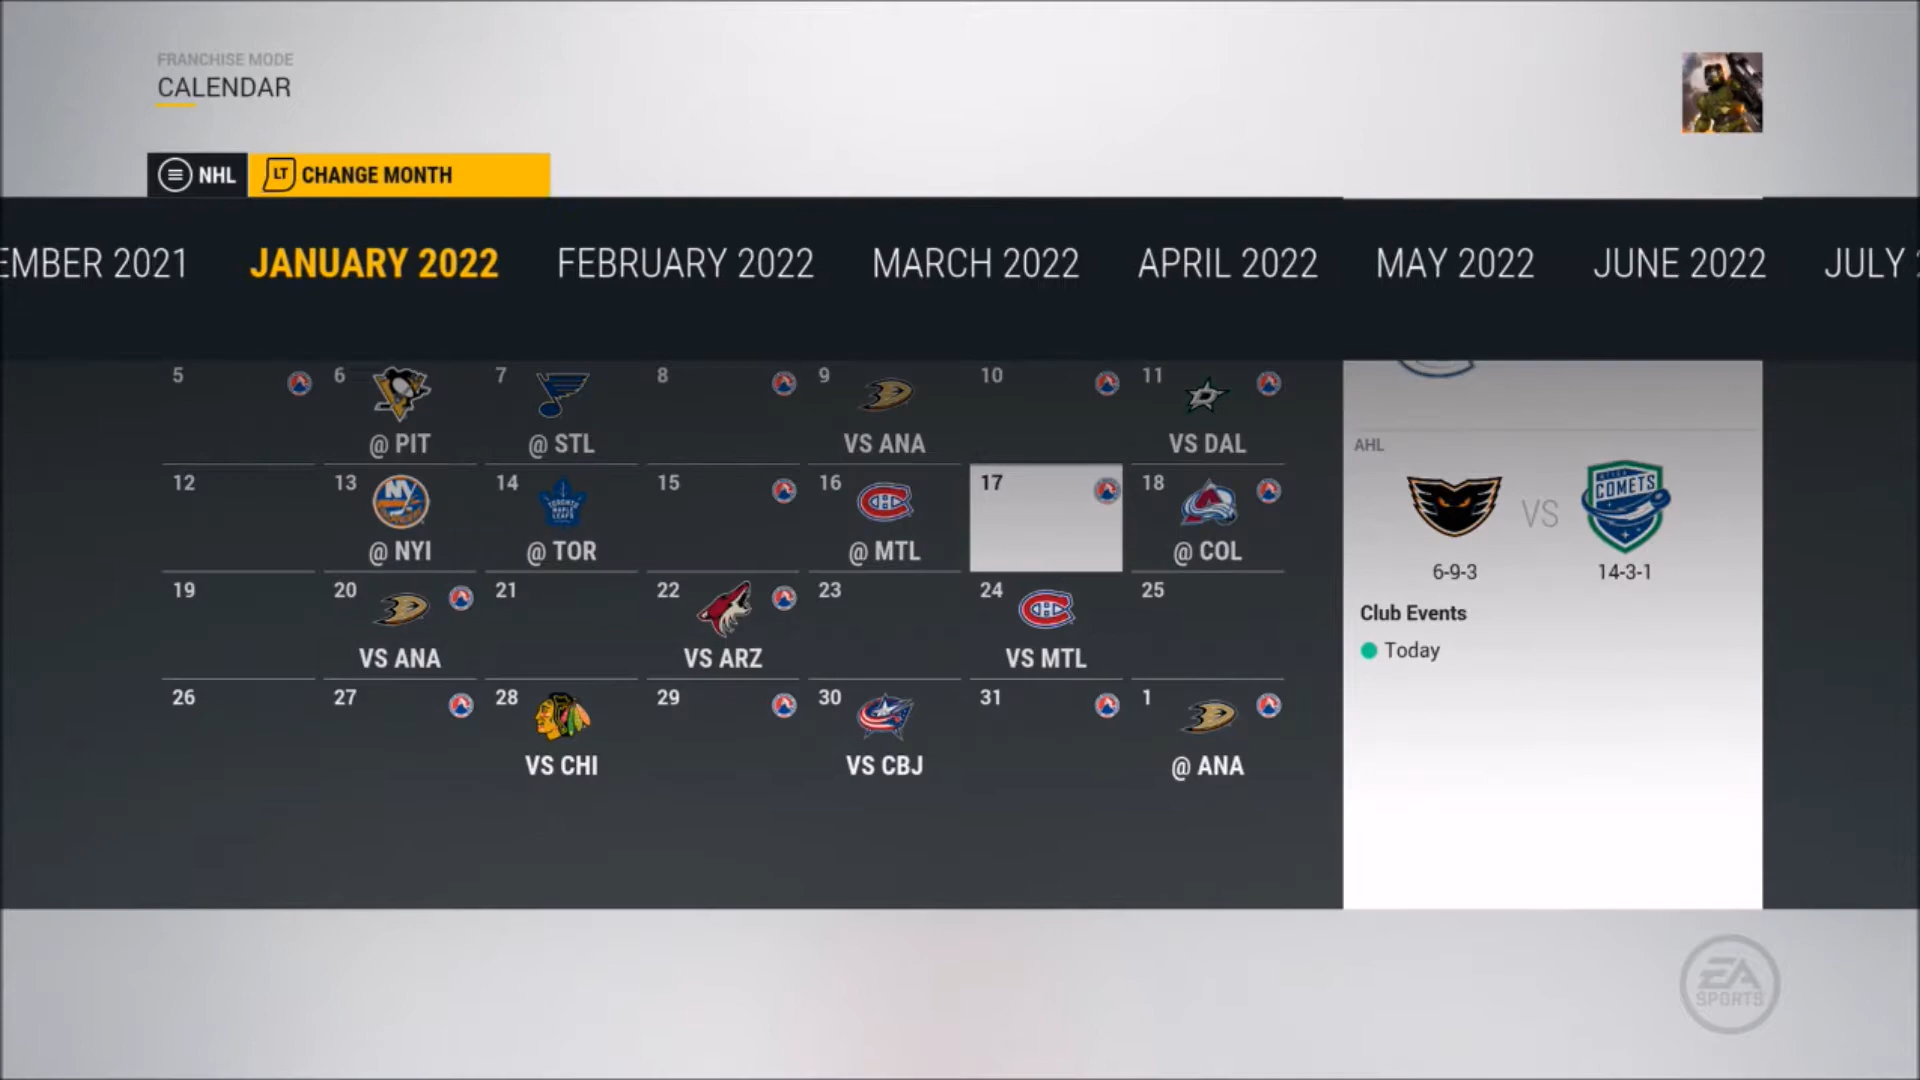 FRANCHISE MODE
CALENDAR
NHL LT CHANGE MONTH
EMBER 2021 JANUARY 2022 FEBRUARY 2022 MARCH 2022 APRIL 2022 MAY 2022 JUNE 2022 JULY
5 6 7 8 9 10 11
@ PIT @ STL VS ANA VS DAL
12 13 14 15 16 17 18
NY
TORONTO
MAPLE
LEAFS
@ NYI @ TOR @ MTL @ COL
19 20 21 22 23 24 25
VS ANA VS ARZ VS MTL
26 27 28 29 30 31 1
VS CHI VS CBJ @ ANA
AHL
VS
COMETS
6-9-3 14-3-1
Club Events
Today
EA
SPORTS